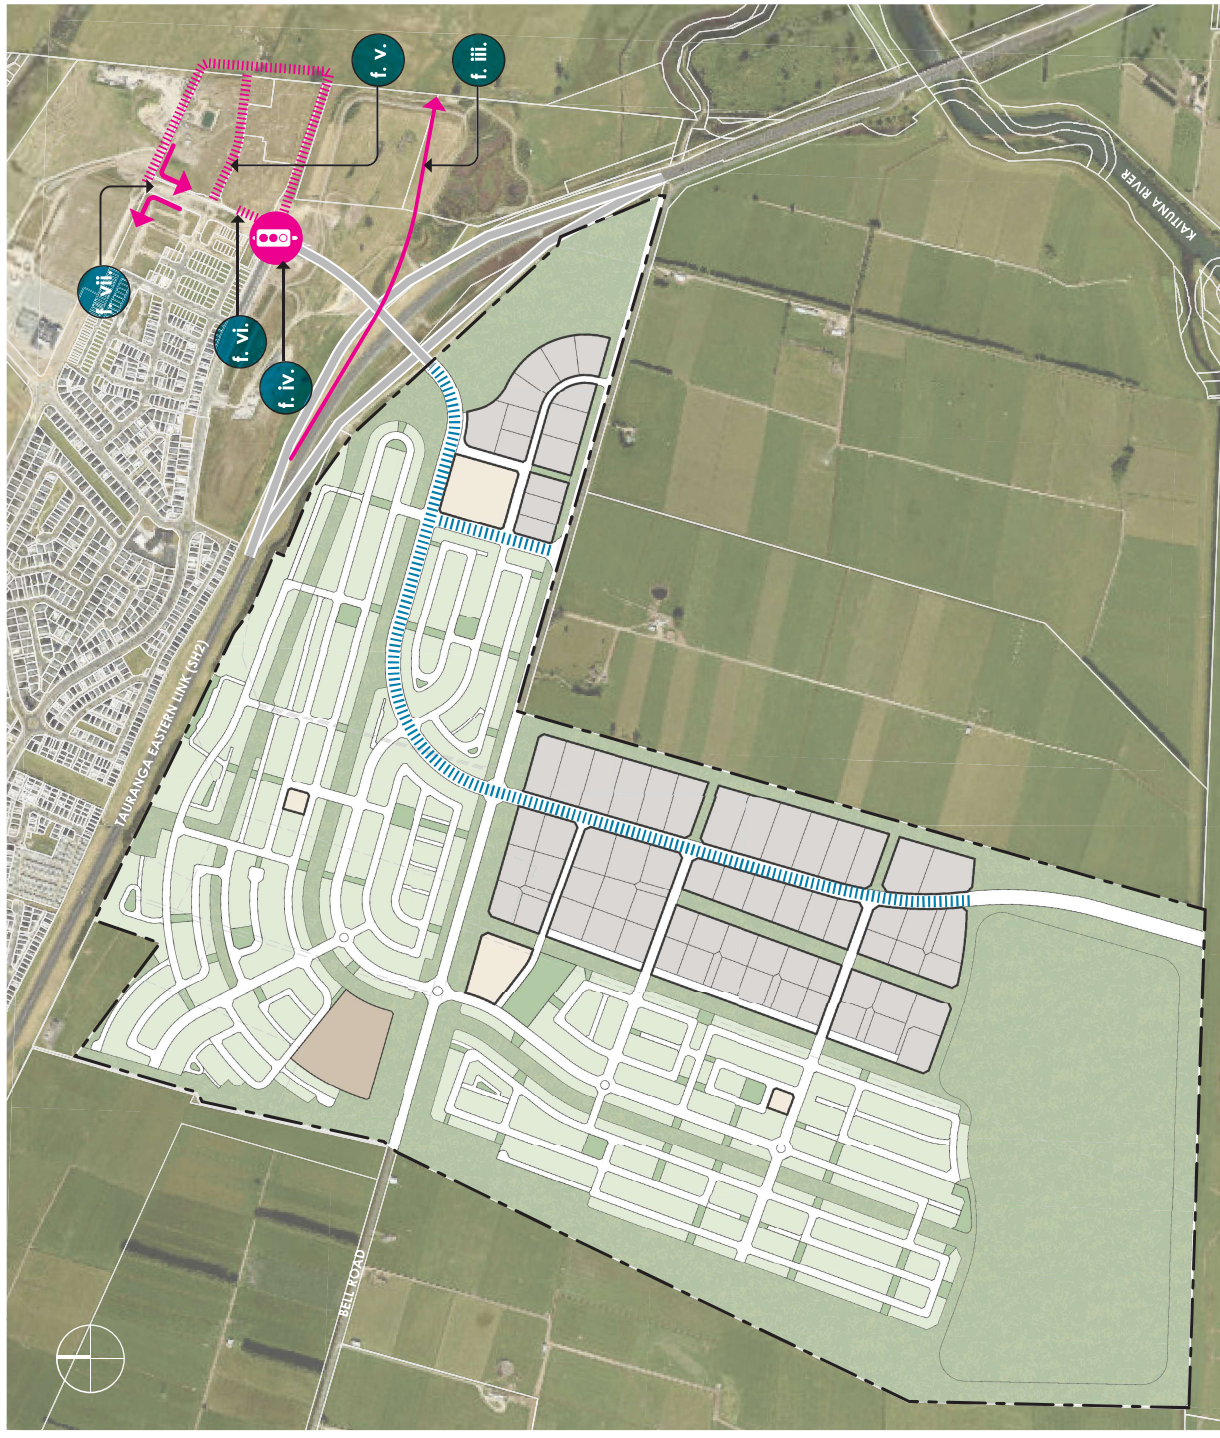 f. v.
f. iii.
KAITUNA RIVER
f. vii.
f. vi.
f. iv.
TAURANGA EASTERN LINK (SH2)
BELL ROAD